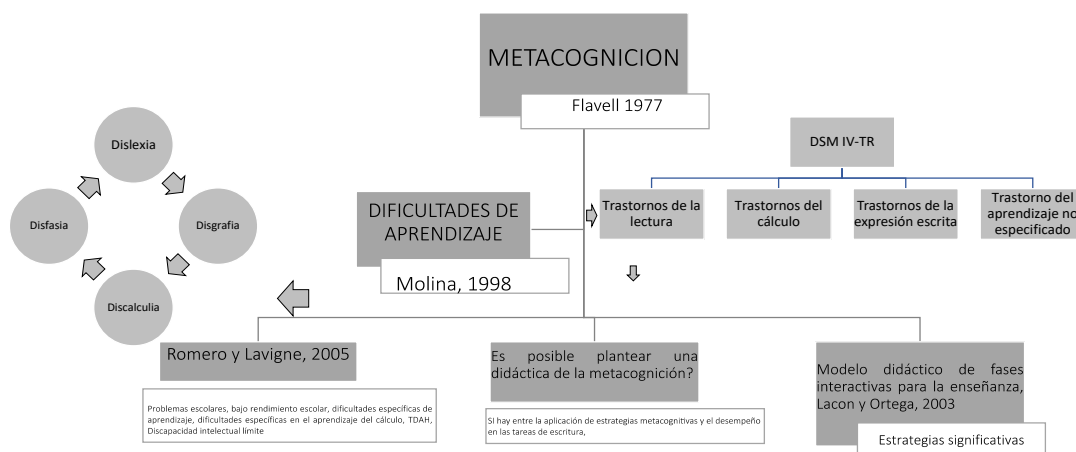 METACOGNICION
Flavell 1977
DSM IV-TR
Trastornos de la
lectura
Trastornos del
cálculo
Trastornos de la
expresión escrita
Trastorno del
aprendizaje no
especificado
DIFICULTADES DE
APRENDIZAJE
Molina, 1998
Dislexia
Disgrafia
Discalculia
Disfasia
Romero y Lavigne, 2005
Problemas escolares, bajo rendimiento escolar, dificultades específicas de
aprendizaje, dificultades específicas en el aprendizaje del cálculo, TDAH,
Discapacidad intelectual límite
Es posible plantear una
didáctica de la metacognición?
SI hay entre la aplicación de estrategias metacognitivas y el desempeño
en las tareas de escritura,
Modelo didáctico de fases
interactivas para la enseñanza,
Lacon y Ortega, 2003
Estrategias significativas